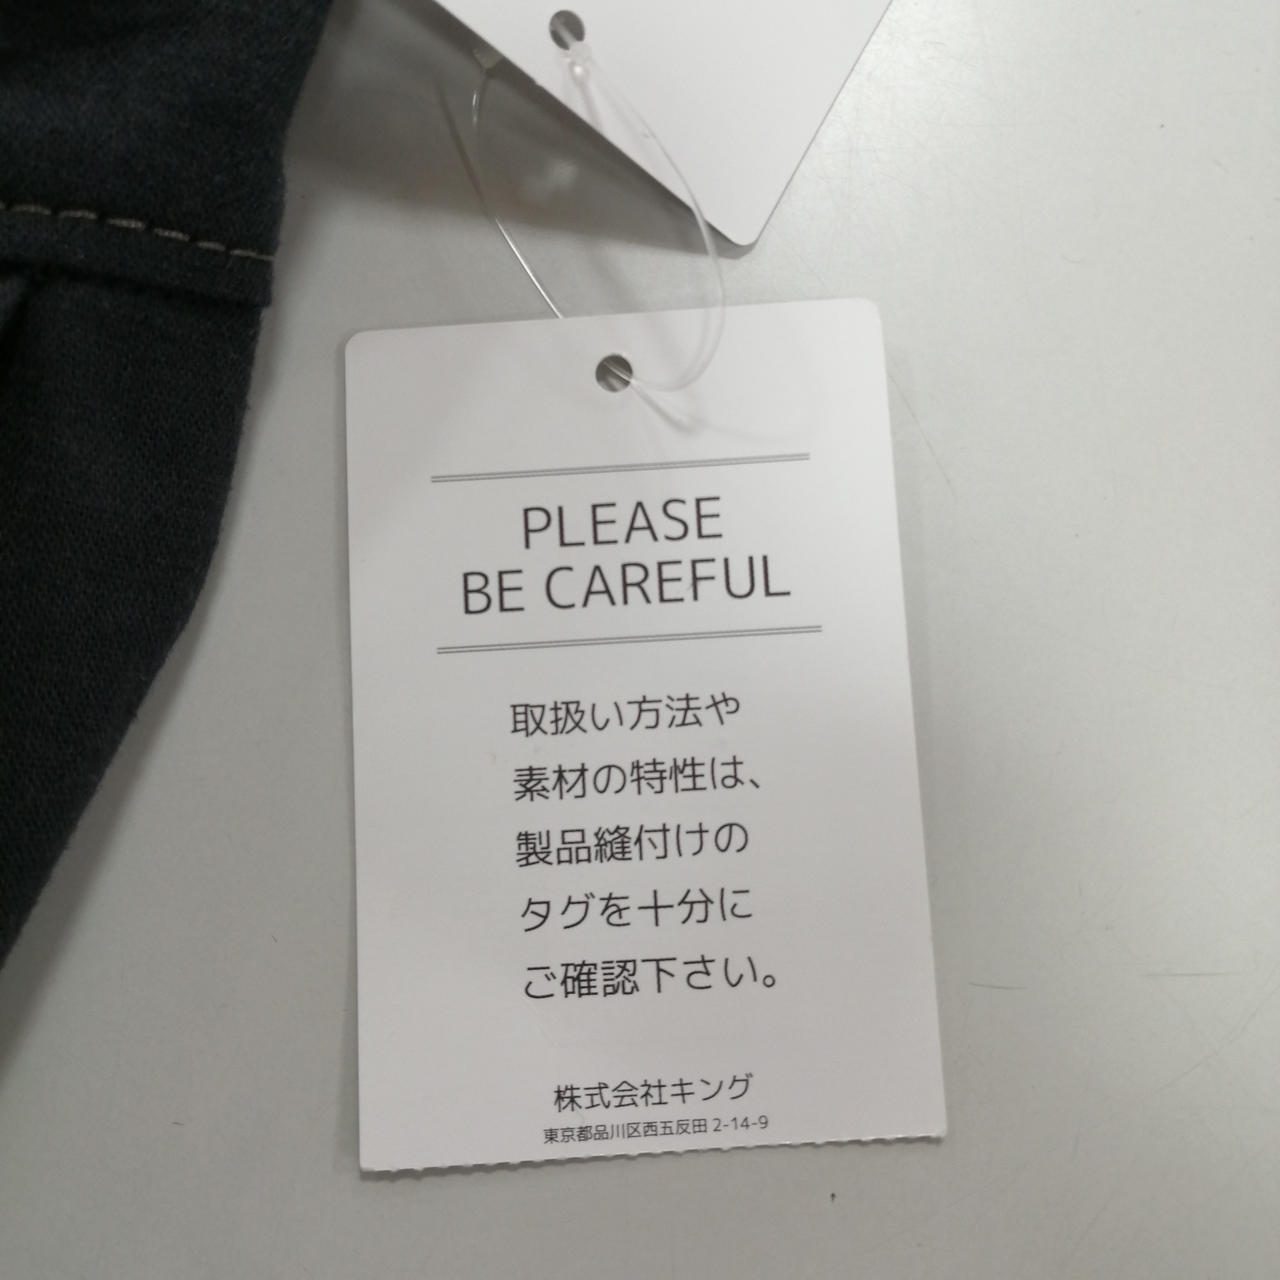 PLEASE
BE CAREFUL
取扱い方法や
素材の特性は、
製品縫付けの
タグを十分に
ご確認下さい。
株式会社キング
東京都品川区西五反田 2-14-9